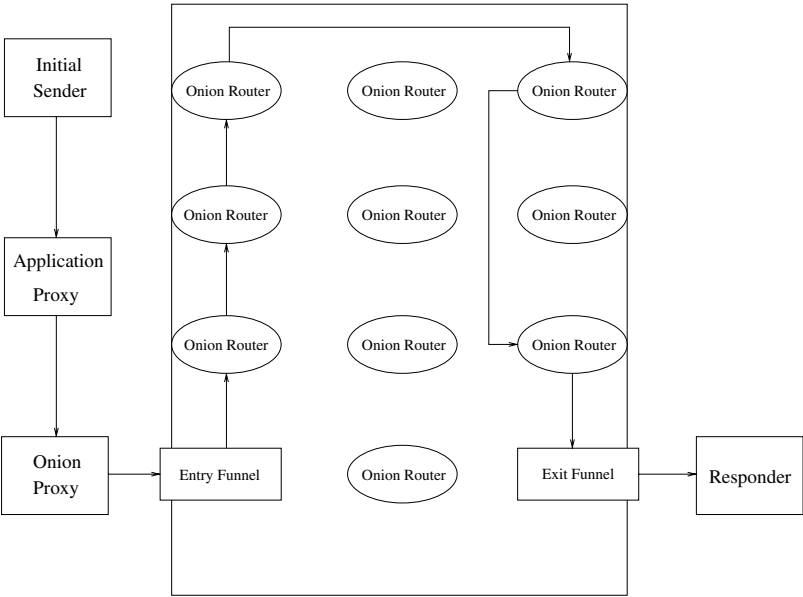 Initial
Sender
Onion Router
Onion Router
Onion Router
Onion Router
Onion Router
Onion Router
Application
Proxy
Onion Router
Onion Router
Onion Router
Onion
Proxy
Entry Funnel
Onion Router
Exit Funnel
Responder